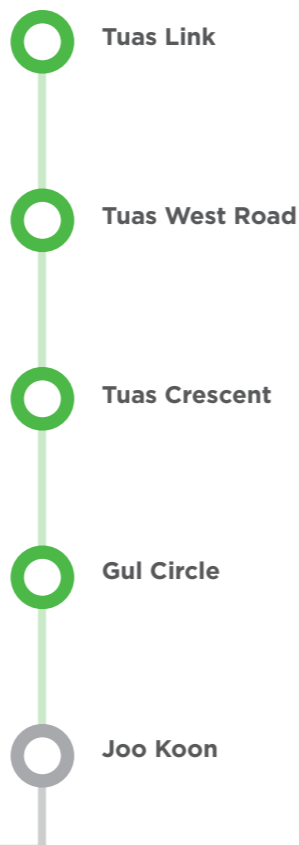 Tuas Link
Tuas West Road
Tuas Crescent
Gul Circle
Joo Koon